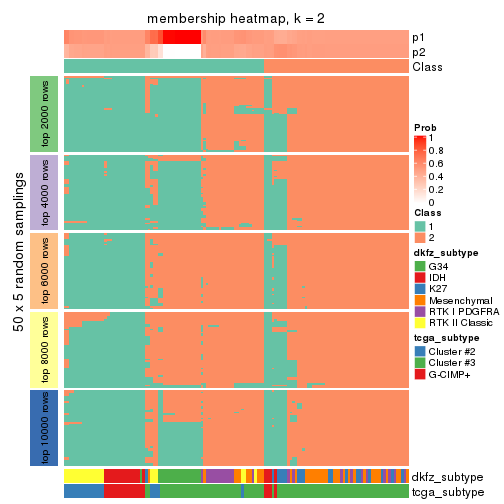 membership heatmap, k = 2
p1
p2
Class
50 x 5 random samplings
top 2000 rows
top 4000 rows
top 6000 rows
top 8000 rows
top 10000 rows
dkfz_subtype
tcga_subtype
Prob
1
0.8
0.6
0.4
0.2
0
Class
1
2
dkfz_subtype
G34
IDH
K27
Mesenchymal
RTK I PDGFRA
RTK II Classic
tcga_subtype
Cluster #2
Cluster #3
G-CIMP+